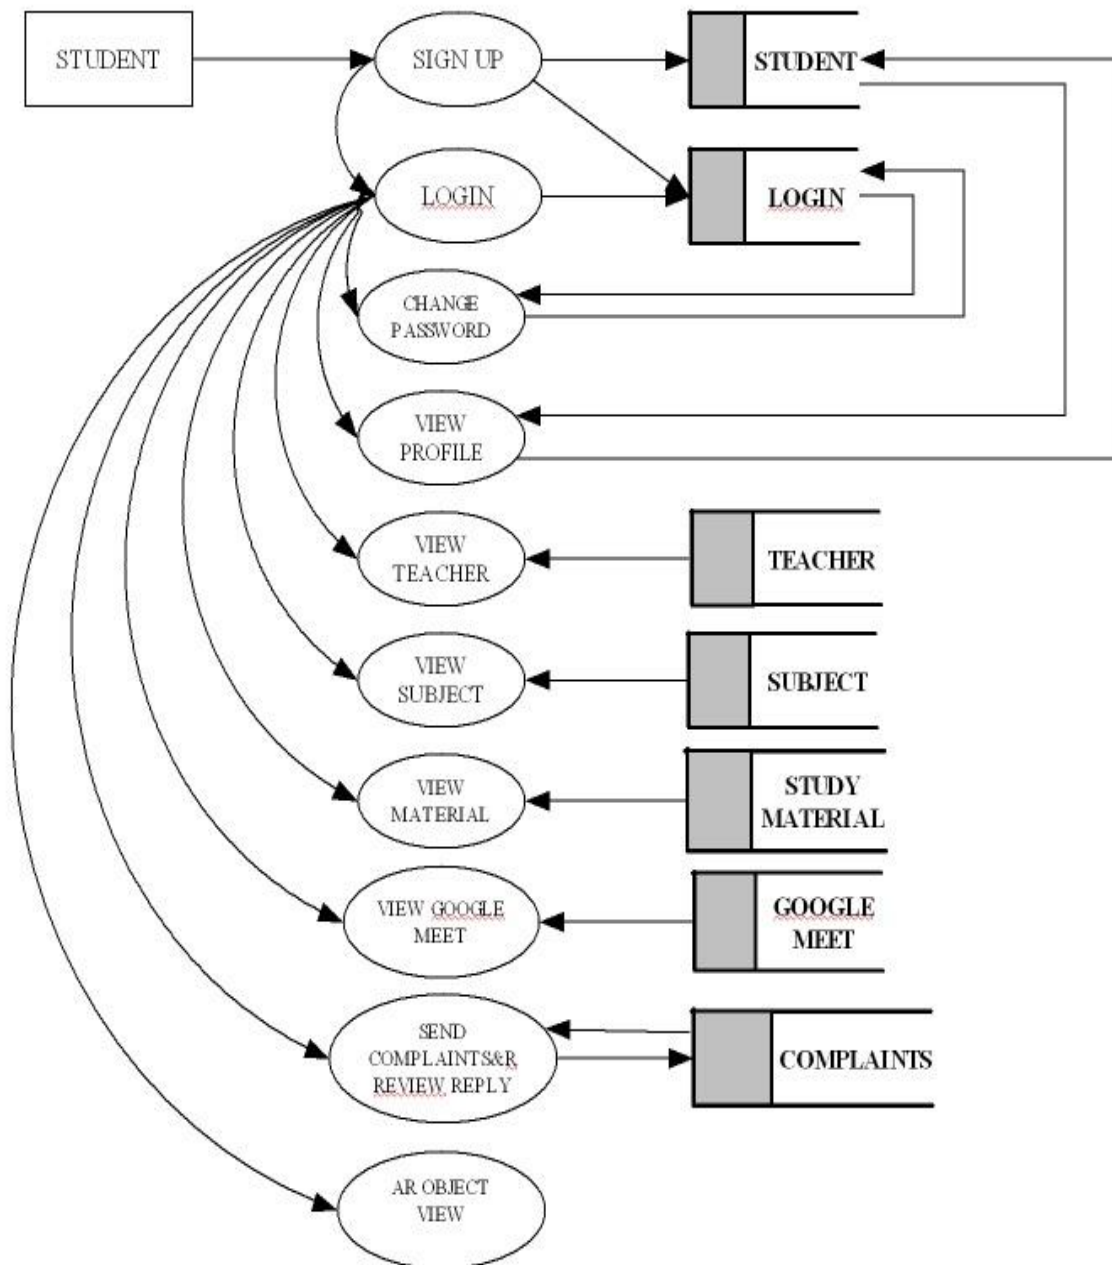 STUDENT
SIGN UP
STUDENT
LOGIN
LOGIN
CHANGE
PASSWORD
VIEW
PROFILE
VIEW
TEACHER
TEACHER
VIEW
SUBJECT
SUBJECT
VIEW
MATERIAL
STUDY
MATERIAL
VIEW GOOGLE
MEET
GOOGLE
MEET
SEND
COMPLAINTS&R
REVIEW REPLY
COMPLAINTS
AR OBJECT
VIEW